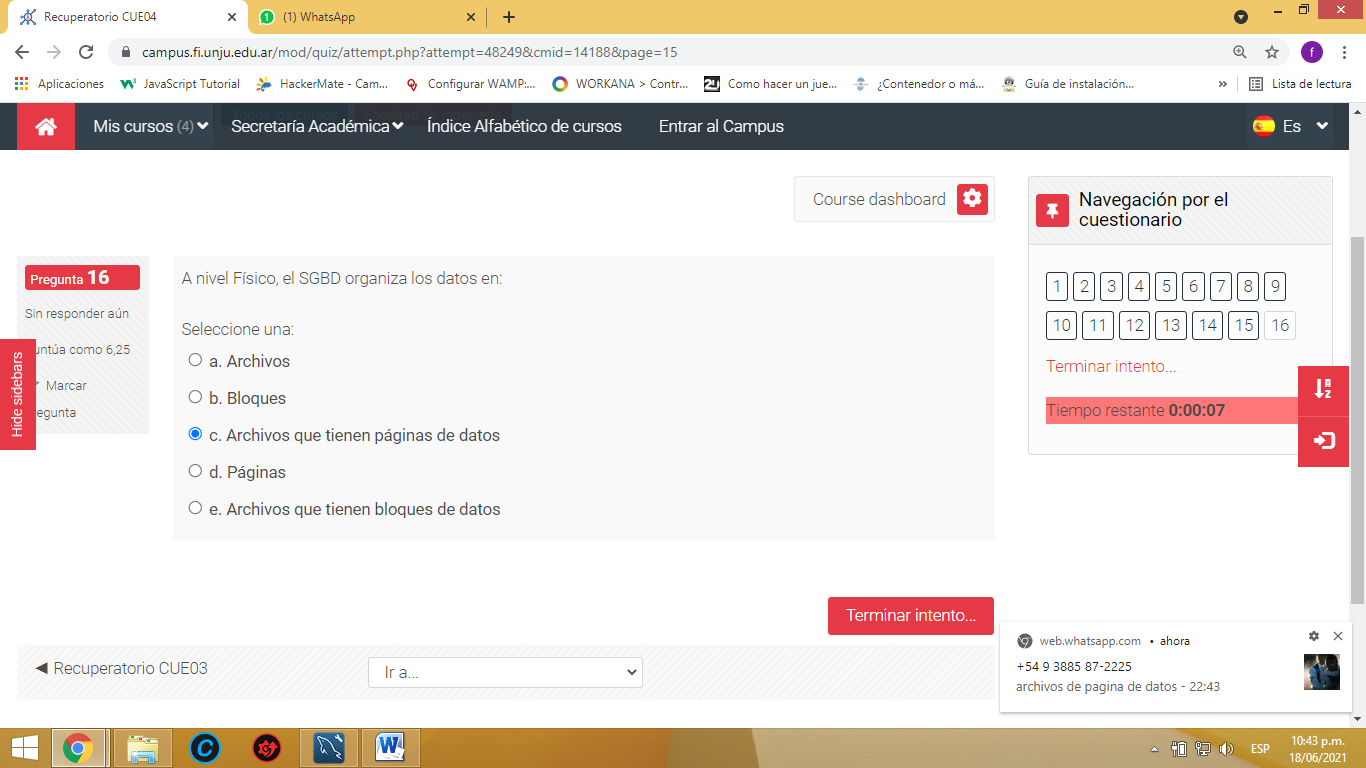 Recuperatorio CUE04
(1) WhatsApp
campus.fi.unju.edu.ar/mod/quiz/attempt.php?attempt=48249&cmid=14188&page=15
f
Aplicaciones JavaScript Tutorial HackerMate - Cam... Configurar WAMP:... WORKANA > Contr... Como hacer un jue... ¿Contenedor o má... Guía de instalación... » Lista de lectura
Mis cursos (4) Secretaría Académica Índice Alfabético de cursos Entrar al Campus Es
Course dashboard
Navegación por el
cuestionario
1 2 3 4 5 6 7 8 9
10 11 12 13 14 15 16
Terminar intento...
Tiempo restante 0:00:07
Pregunta 16
Sin responder aún
untúa como 6,25
Marcar
egunta
Hide sidebars
A nivel Físico, el SGBD organiza los datos en:
Seleccione una:
a. Archivos
b. Bloques
c. Archivos que tienen páginas de datos
d. Páginas
e. Archivos que tienen bloques de datos
Terminar intento...
Recuperatorio CUE03
Ir a...
web.whatsapp.com • ahora
+54 9 3885 87-2225
archivos de pagina de datos - 22:43
ESP
10:43 p.m.
18/06/2021